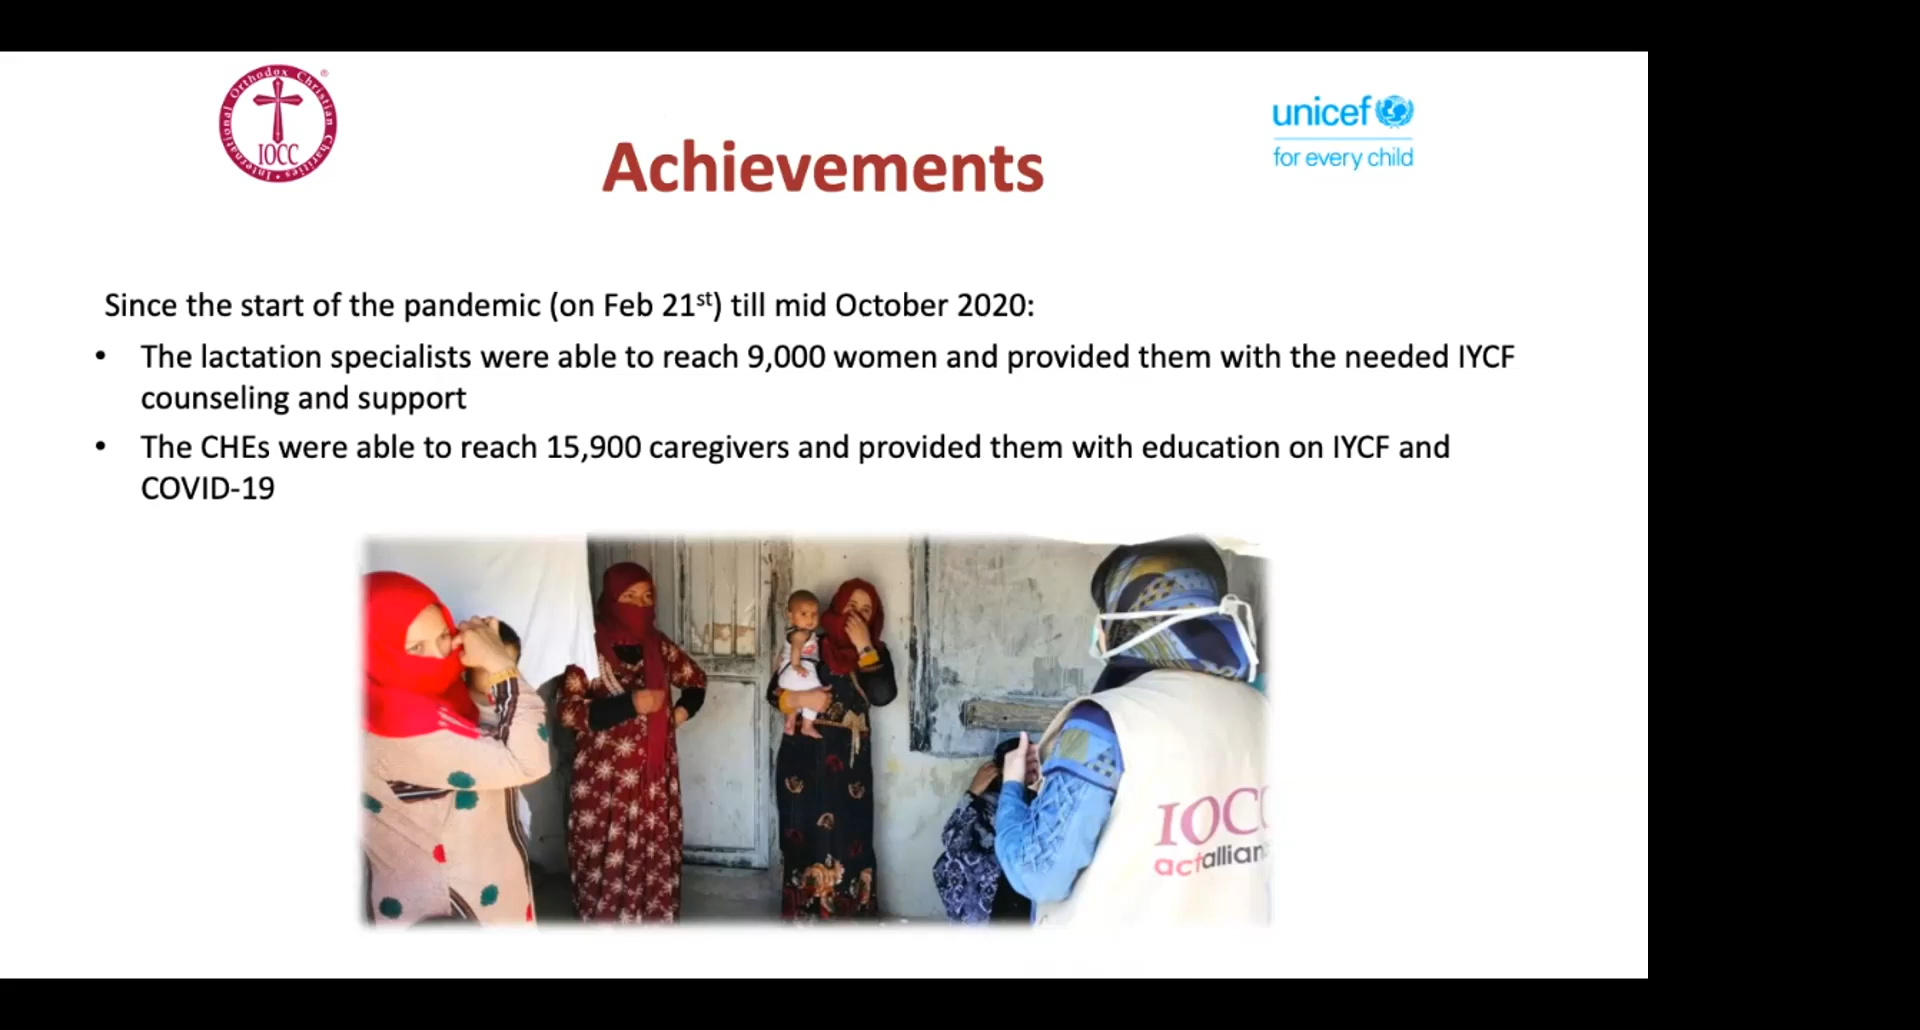 International Orthodox Christian Charities
IOCC
unicef
for every child
Achievements
Since the start of the pandemic (on Feb 21st) till mid October 2020:
• The lactation specialists were able to reach 9,000 women and provided them with the needed IYCF
counseling and support
• The CHEs were able to reach 15,900 caregivers and provided them with education on IYCF and
COVID-19
IOCC
actallian